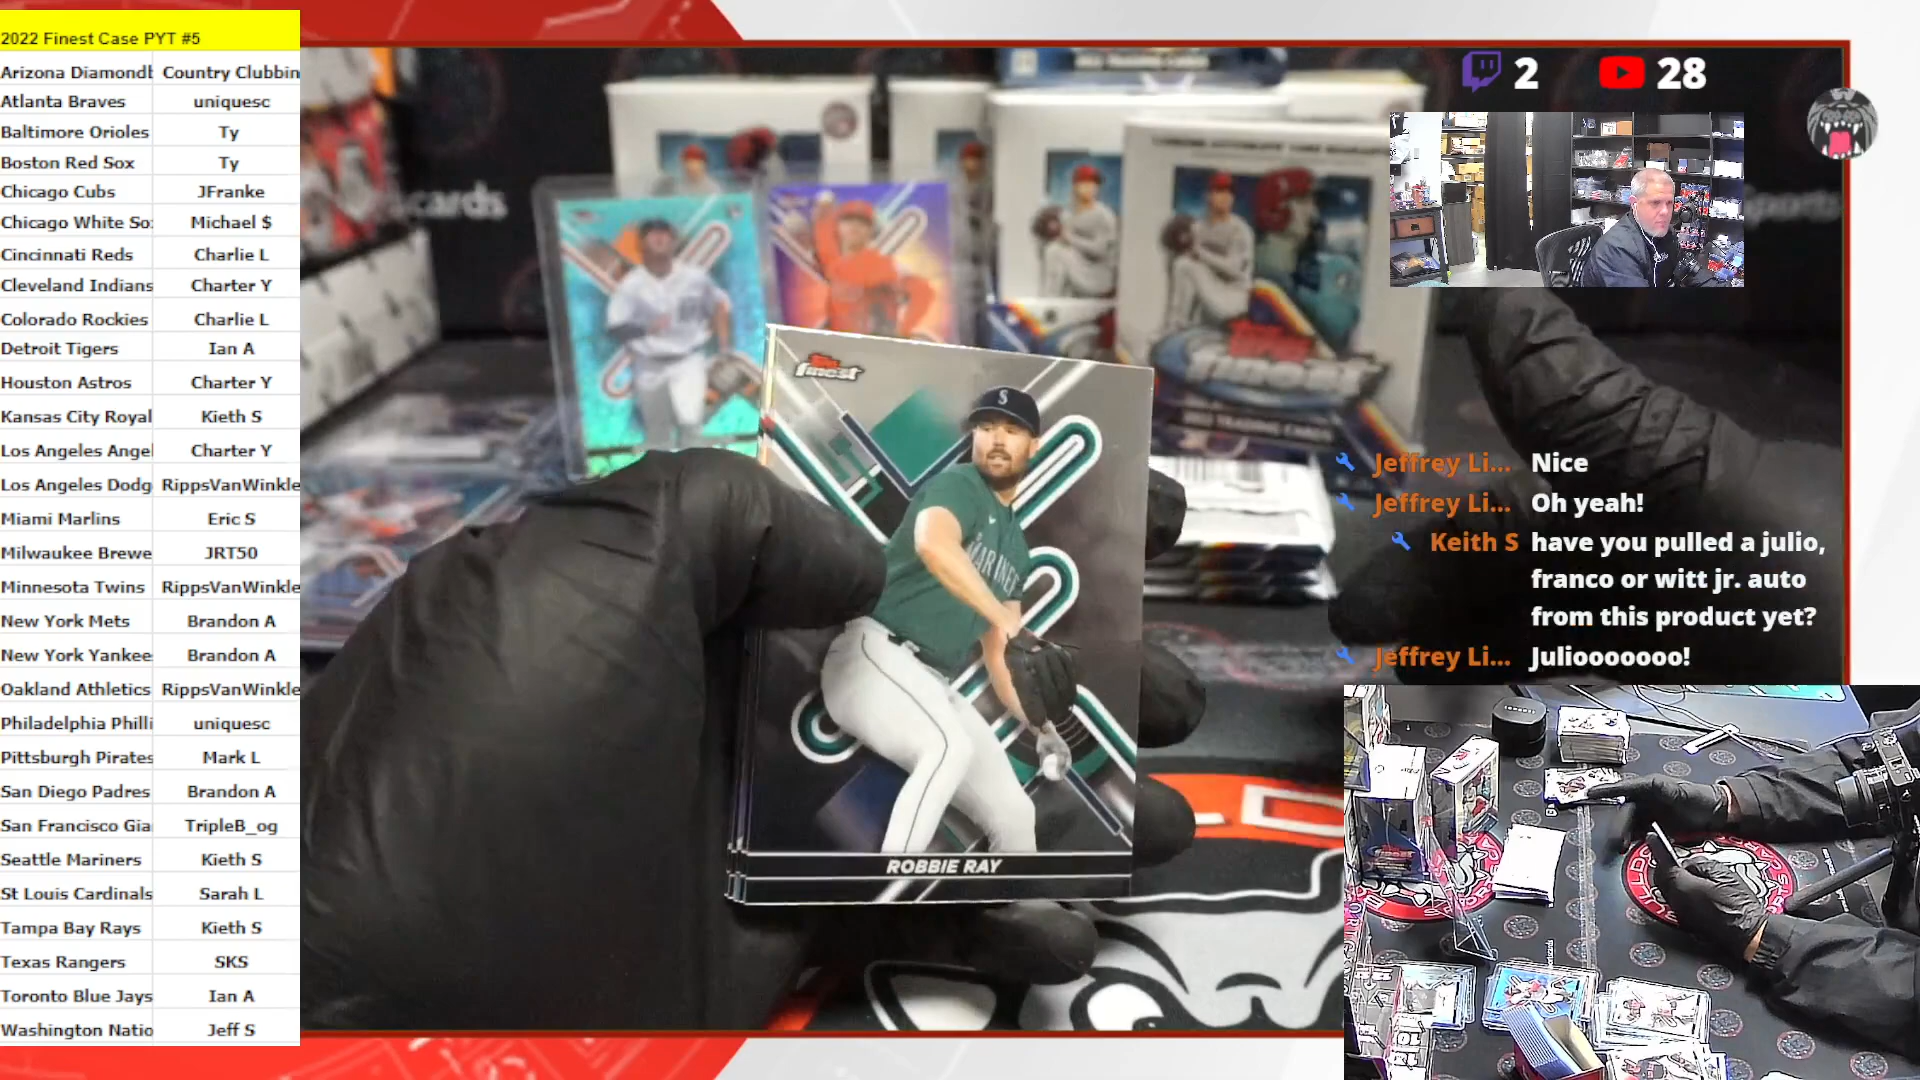 2022 Finest Case PYT #5
Arizona Diamondb Country Clubbin
Atlanta Braves uniquesc
Baltimore Orioles Ty
Boston Red Sox Ty
Chicago Cubs JFranke
Chicago White So Michael $
Cincinnati Reds Charlie L
Cleveland Indians Charter Y
Colorado Rockies Charlie L
Detroit Tigers Ian A
Houston Astros Charter Y
Kansas City Royal Kieth S
Los Angeles Angel Charter Y
Los Angeles Dodg RippsVanWinkle
Miami Marlins Eric S
Milwaukee Brewe JRT50
Minnesota Twins RippsVanWinkle
New York Mets Brandon A
New York Yankee Brandon A
Oakland Athletics RippsVanWinkle
Philadelphia Philli uniquesc
Pittsburgh Pirates Mark L
San Diego Padres Brandon A
San Francisco Gia TripleB_og
Seattle Mariners Kieth S
St Louis Cardinals Sarah L
Tampa Bay Rays Kieth S
Texas Rangers SKS
Toronto Blue Jays Ian A
Washington Natio Jeff S
2 28
cards
Topps
finest
finest
TRADING CARDS
S
MARINE
ROBBIE RAY
Jeffrey Li... Nice
Jeffrey Li... Oh yeah!
Keith S have you pulled a julio,
franco or witt jr. auto
from this product yet?
Jeffrey Li... Juliooooooo!